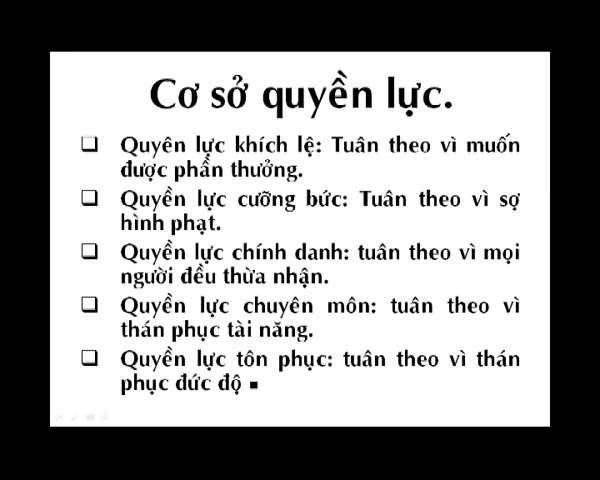 Cơ sở quyền lực.
❑ Quyền lực khích lệ: Tuân theo vì muốn
được phần thưởng.
❑ Quyền lực cưỡng bức: Tuân theo vì sợ
hình phạt.
❑ Quyền lực chính danh: tuân theo vì mọi
người đều thừa nhận.
❑ Quyền lực chuyên môn: tuân theo vì
thán phục tài năng.
❑ Quyền lực tôn phục: tuân theo vì thán
phục đức độ ▪